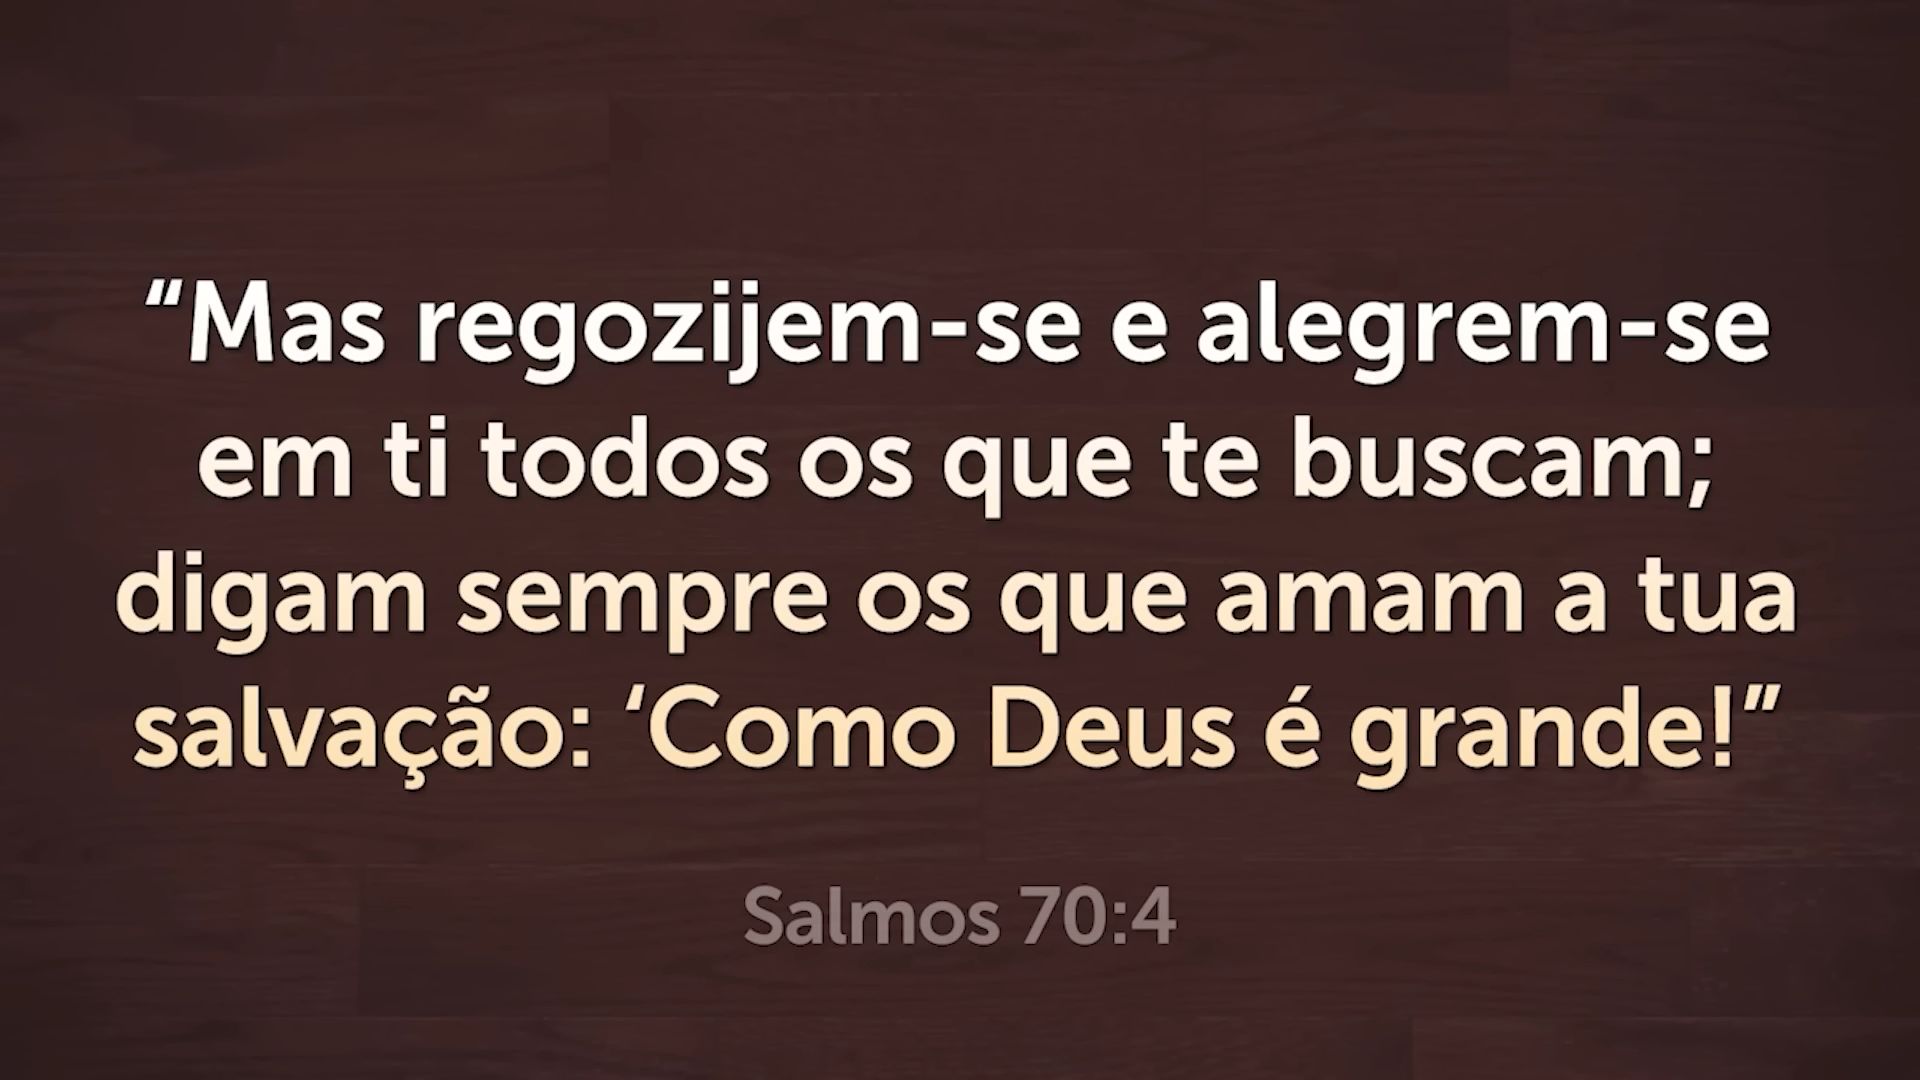 “Mas regozijem-se e alegrem-se
em ti todos os que te buscam;
digam sempre os que amam a tua
salvação: ‘Como Deus é grande!”
Salmos 70:4